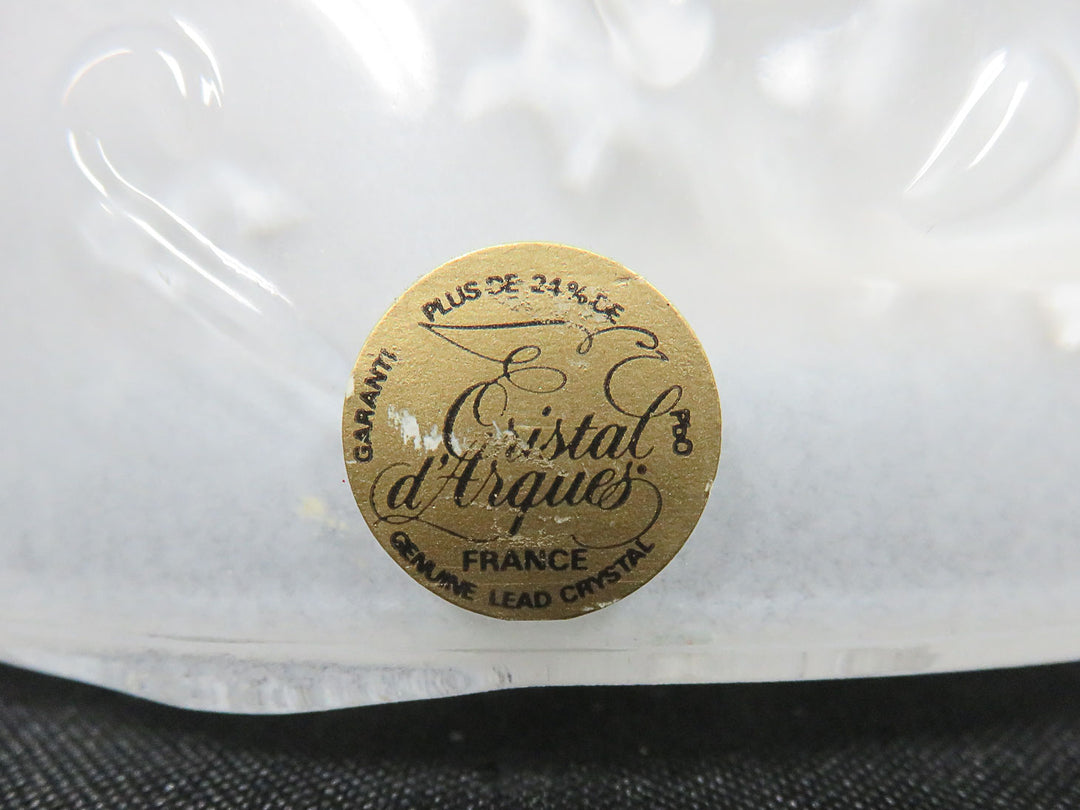 GARANTI PLUS DE 24% DE PbO
Cristal
d'Arques
FRANCE
GENUINE LEAD CRYSTAL